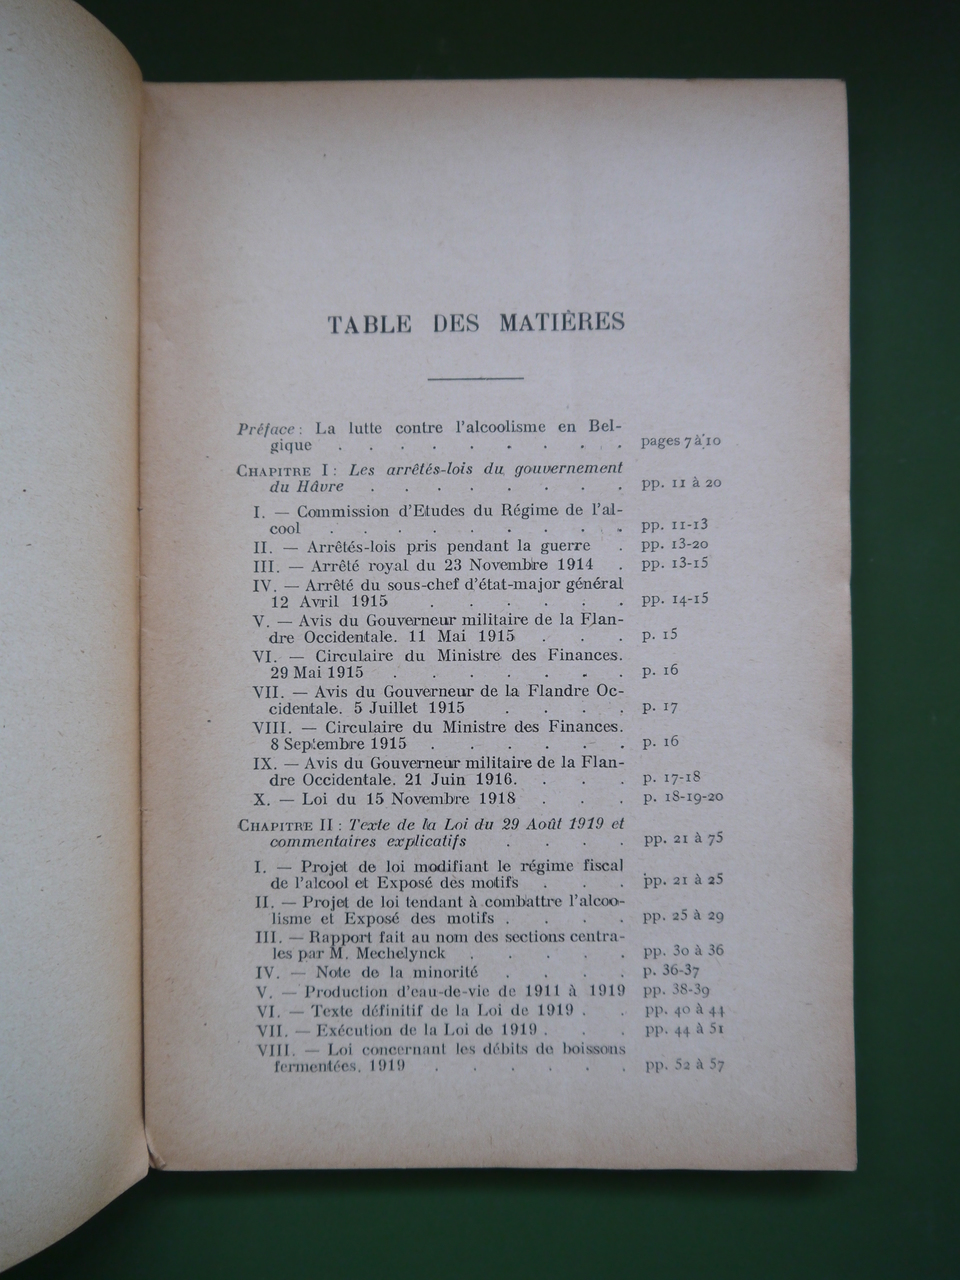 TABLE DES MATIÈRES
Préface : La lutte contre l'alcoolisme en Bel-
gique . . . . . . . . . pages 7 à 10
CHAPITRE I : Les arrêtés-lois du gouvernement
du Hâvre . . . . . . . pp. 11 à 20
I. — Commission d'Etudes du Régime de l'al-
cool . . . . . . . . . pp. 11-13
II. — Arrêtés-lois pris pendant la guerre . pp. 13-20
III. — Arrêté royal du 23 Novembre 1914 . pp. 13-15
IV. — Arrêté du sous-chef d'état-major général
12 Avril 1915 . . . . . . pp. 14-15
V. — Avis du Gouverneur militaire de la Flan-
dre Occidentale. 11 Mai 1915 . . . p. 15
VI. — Circulaire du Ministre des Finances.
29 Mai 1915 . . . . . . . p. 16
VII. — Avis du Gouverneur de la Flandre Oc-
cidentale. 5 Juillet 1915 . . . . p. 17
VIII. — Circulaire du Ministre des Finances.
8 Septembre 1915 . . . . . . p. 16
IX. — Avis du Gouverneur militaire de la Flan-
dre Occidentale. 21 Juin 1916. . . . p. 17-18
X. — Loi du 15 Novembre 1918 . . . p. 18-19-20
CHAPITRE II : Texte de la Loi du 29 Août 1919 et
commentaires explicatifs . . . . pp. 21 à 75
I. — Projet de loi modifiant le régime fiscal
de l'alcool et Exposé des motifs . . . pp. 21 à 25
II. — Projet de loi tendant à combattre l'alcoo-
lisme et Exposé des motifs . . . . pp. 25 à 29
III. — Rapport fait au nom des sections centra-
les par M. Mechelynck . . . . . pp. 30 à 36
IV. — Note de la minorité . . . . p. 36-37
V. — Production d'eau-de-vie de 1911 à 1919 pp. 38-39
VI. — Texte définitif de la Loi de 1919 . . pp. 40 à 44
VII. — Exécution de la Loi de 1919 . . . pp. 44 à 51
VIII. — Loi concernant les débits de boissons
fermentées, 1919 . . . . . . pp. 52 à 57